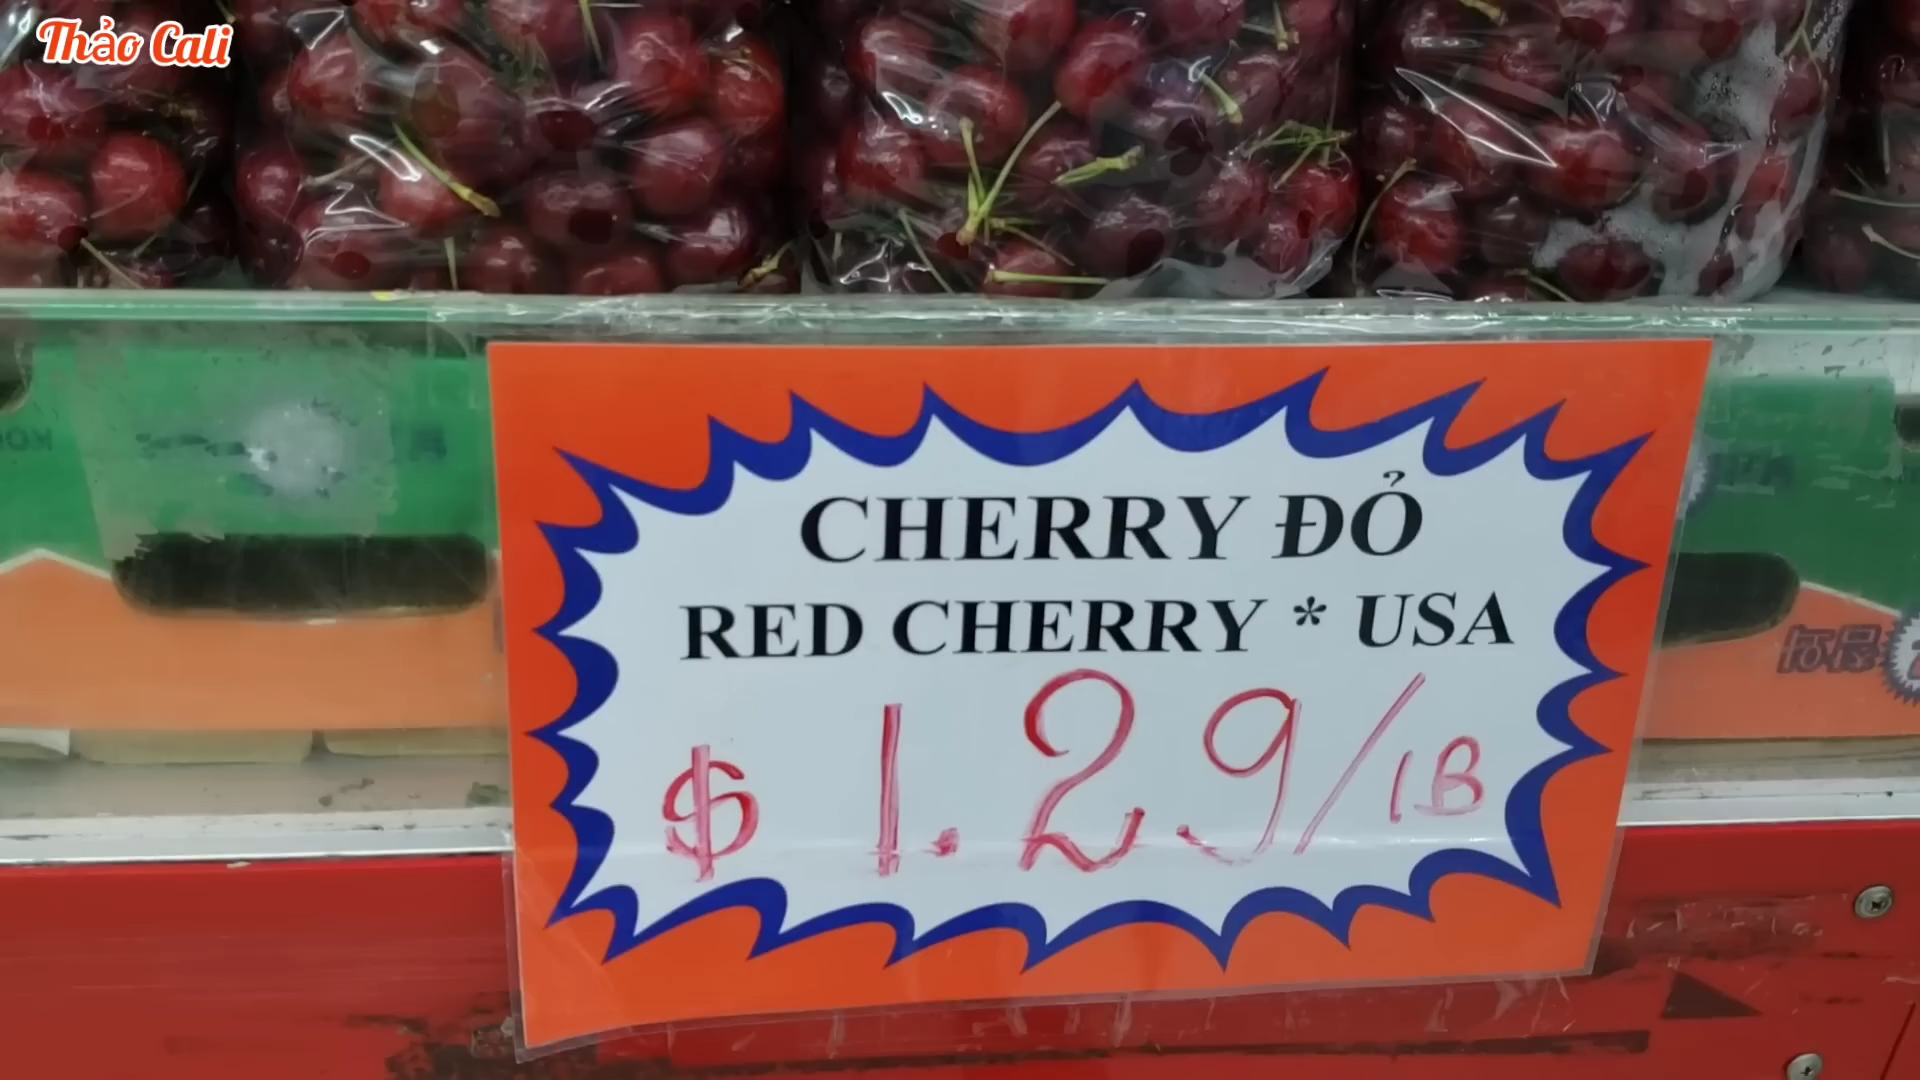 Thảo Cali
CHERRY ĐỎ
RED CHERRY * USA
$ 1.29/lB